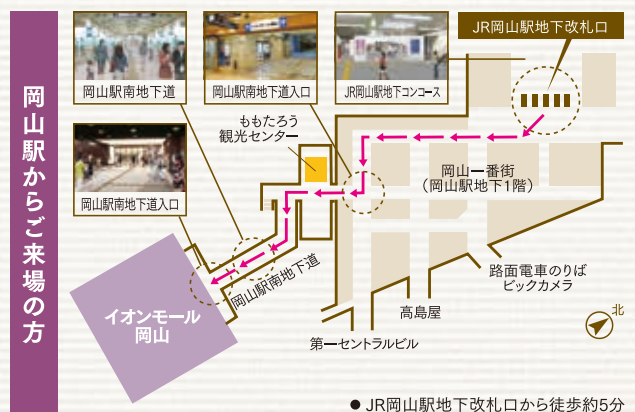 岡山駅からご来場の方
岡山駅南地下道
岡山駅南地下道入口
JR岡山駅地下コンコース
JR岡山駅地下改札口
岡山駅南地下道入口
ももたろう
観光センター
岡山一番街
（岡山駅地下1階）
岡山駅南地下道
イオンモール
岡山
路面電車のりば
ビックカメラ
高島屋
第一セントラルビル
北
● JR岡山駅地下改札口から徒歩約5分